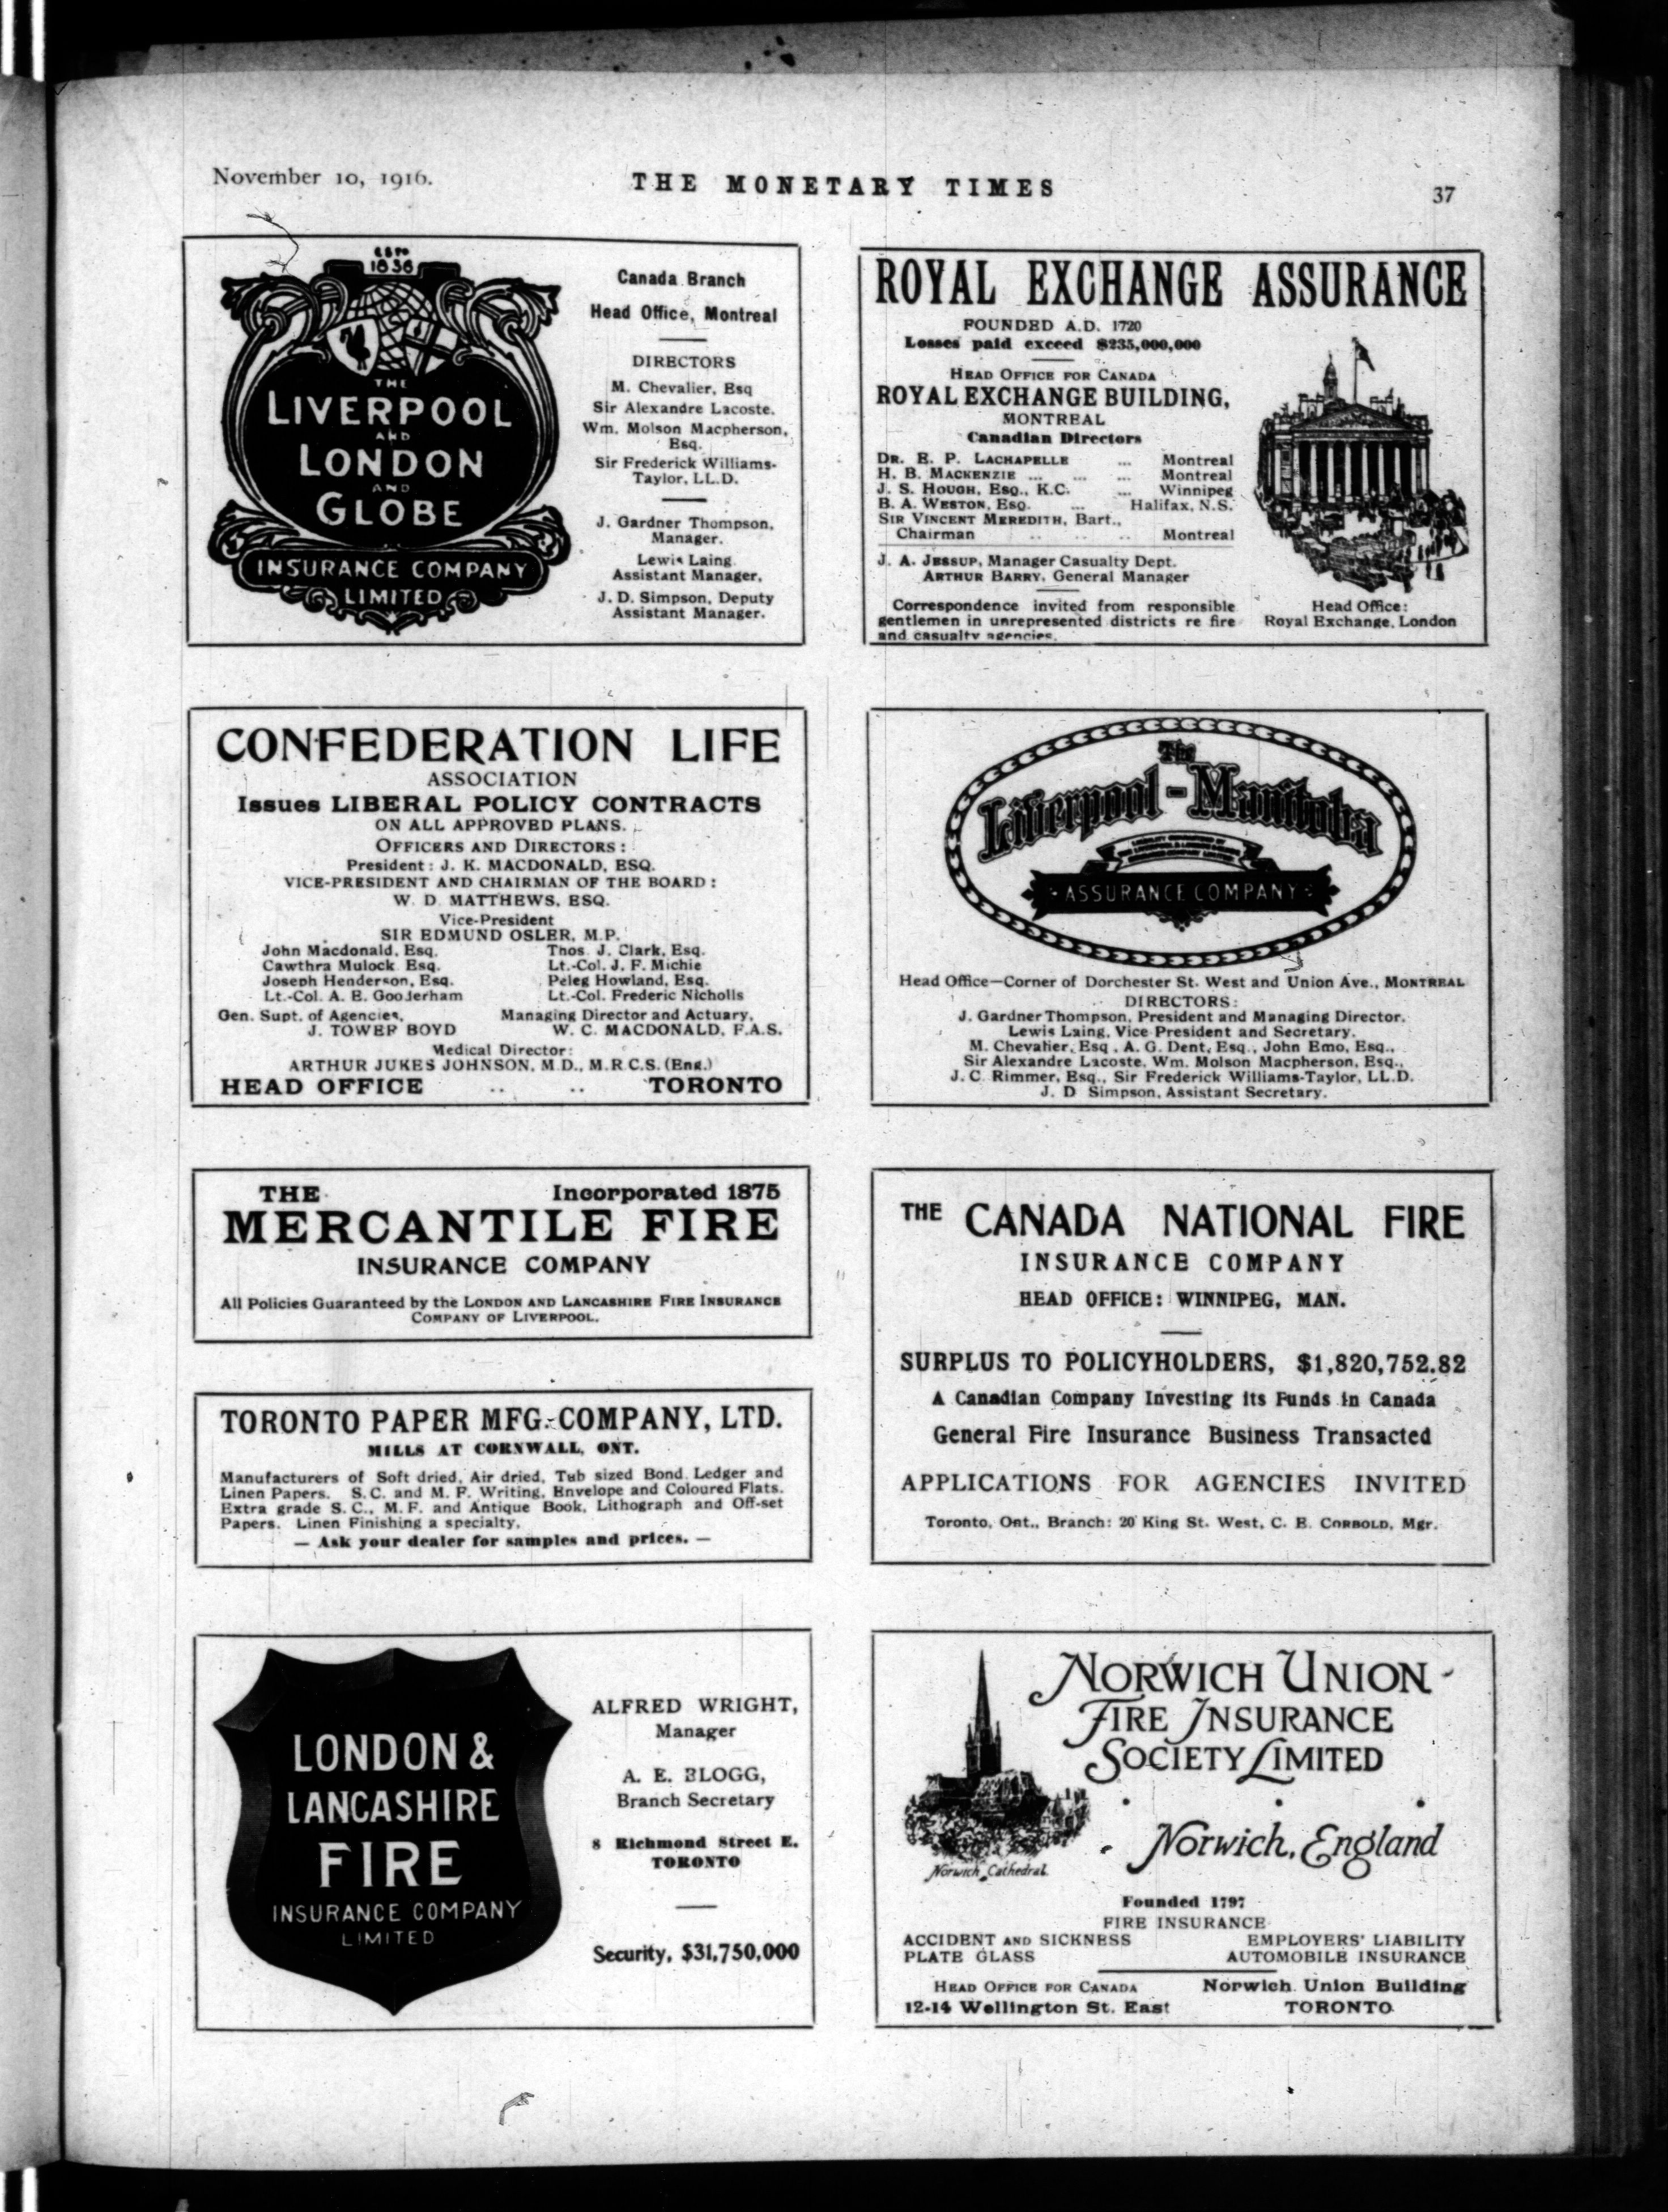 November 10, 1916.
THE MONETARY TIMES
37
ESTD
1836
THE
LIVERPOOL
AND
LONDON
AND
GLOBE
INSURANCE COMPANY
LIMITED
Canada Branch
Head Office, Montreal
DIRECTORS
M. Chevalier, Esq
Sir Alexandre Lacoste.
Wm. Molson Macpherson,
Esq.
Sir Frederick Williams-
Taylor, LL.D.
J. Gardner Thompson,
Manager.
Lewis Laing
Assistant Manager,
J. D. Simpson, Deputy
Assistant Manager.
ROYAL EXCHANGE ASSURANCE
FOUNDED A.D. 1720
Losses paid exceed $235,000,000
HEAD OFFICE FOR CANADA
ROYAL EXCHANGE BUILDING,
MONTREAL
Canadian Directors
DR. E. P. LACHAPELLE ... Montreal
H. B. MACKENZIE ... ... ... Montreal
J. S. HOUGH, ESQ., K.C. ... Winnipeg
B. A. WESTON, ESQ. ... Halifax, N.S.
SIR VINCENT MEREDITH, Bart.,
Chairman .. .. .. Montreal
J. A. JESSUP, Manager Casualty Dept.
ARTHUR BARRY, General Manager
Correspondence invited from responsible
gentlemen in unrepresented districts re fire
and casualty agencies.
Head Office:
Royal Exchange, London
CONFEDERATION LIFE
ASSOCIATION
Issues LIBERAL POLICY CONTRACTS
ON ALL APPROVED PLANS.
OFFICERS AND DIRECTORS:
President: J. K. MACDONALD, ESQ.
VICE-PRESIDENT AND CHAIRMAN OF THE BOARD:
W. D. MATTHEWS, ESQ.
Vice-President
SIR EDMUND OSLER, M.P.
John Macdonald, Esq. Thos. J. Clark, Esq.
Cawthra Mulock Esq. Lt.-Col. J. F. Michie
Joseph Henderson, Esq. Peleg Howland, Esq.
Lt.-Col. A. E. Gooderham Lt.-Col. Frederic Nicholls
Gen. Supt. of Agencies, Managing Director and Actuary,
J. TOWER BOYD W. C. MACDONALD, F.A.S.
Medical Director:
ARTHUR JUKES JOHNSON, M.D., M.R.C.S. (Eng.)
HEAD OFFICE .. .. TORONTO
The
Liverpool-Manitoba
ASSURANCE COMPANY
Head Office—Corner of Dorchester St. West and Union Ave., MONTREAL
DIRECTORS:
J. Gardner Thompson, President and Managing Director.
Lewis Laing, Vice President and Secretary.
M. Chevalier, Esq., A. G. Dent, Esq., John Emo, Esq.,
Sir Alexandre Lacoste, Wm. Molson Macpherson, Esq.,
J. C. Rimmer, Esq., Sir Frederick Williams-Taylor, LL.D.
J. D Simpson, Assistant Secretary.
THE Incorporated 1875
MERCANTILE FIRE
INSURANCE COMPANY
All Policies Guaranteed by the LONDON AND LANCASHIRE FIRE INSURANCE
COMPANY OF LIVERPOOL.
THE CANADA NATIONAL FIRE
INSURANCE COMPANY
HEAD OFFICE: WINNIPEG, MAN.
SURPLUS TO POLICYHOLDERS, $1,820,752.82
A Canadian Company Investing its Funds in Canada
General Fire Insurance Business Transacted
APPLICATIONS FOR AGENCIES INVITED
Toronto, Ont., Branch: 20 King St. West, C. E. CORBOLD, Mgr.
TORONTO PAPER MFG. COMPANY, LTD.
MILLS AT CORNWALL, ONT.
Manufacturers of Soft dried, Air dried, Tub sized Bond Ledger and
Linen Papers. S.C. and M. F. Writing, Envelope and Coloured Flats.
Extra grade S.C., M. F. and Antique Book, Lithograph and Off-set
Papers. Linen Finishing a specialty.
— Ask your dealer for samples and prices. —
LONDON &
LANCASHIRE
FIRE
INSURANCE COMPANY
LIMITED
ALFRED WRIGHT,
Manager
A. E. BLOGG,
Branch Secretary
8 Richmond Street E.
TORONTO
Security, $31,750,000
NORWICH UNION
FIRE INSURANCE
SOCIETY LIMITED
Norwich, England
Norwich Cathedral.
Founded 1797
FIRE INSURANCE
ACCIDENT AND SICKNESS EMPLOYERS' LIABILITY
PLATE GLASS AUTOMOBILE INSURANCE
HEAD OFFICE FOR CANADA Norwich Union Building
12-14 Wellington St. East TORONTO